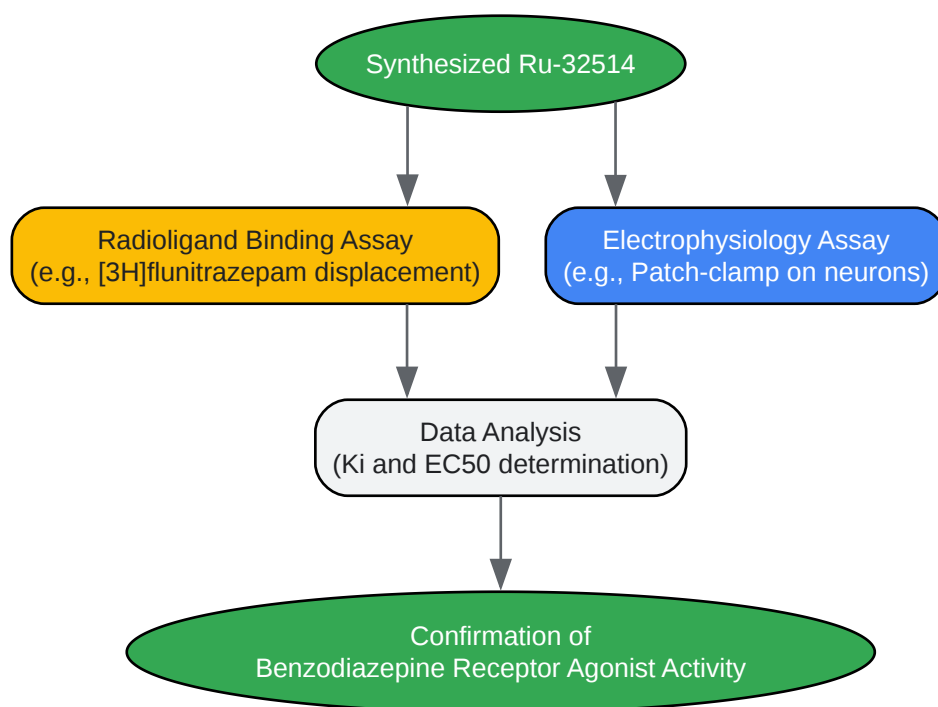 Synthesized Ru-32514
Radioligand Binding Assay
(e.g., [3H]flunitrazepam displacement)
Electrophysiology Assay
(e.g., Patch-clamp on neurons)
Data Analysis
(Ki and EC50 determination)
Confirmation of
Benzodiazepine Receptor Agonist Activity